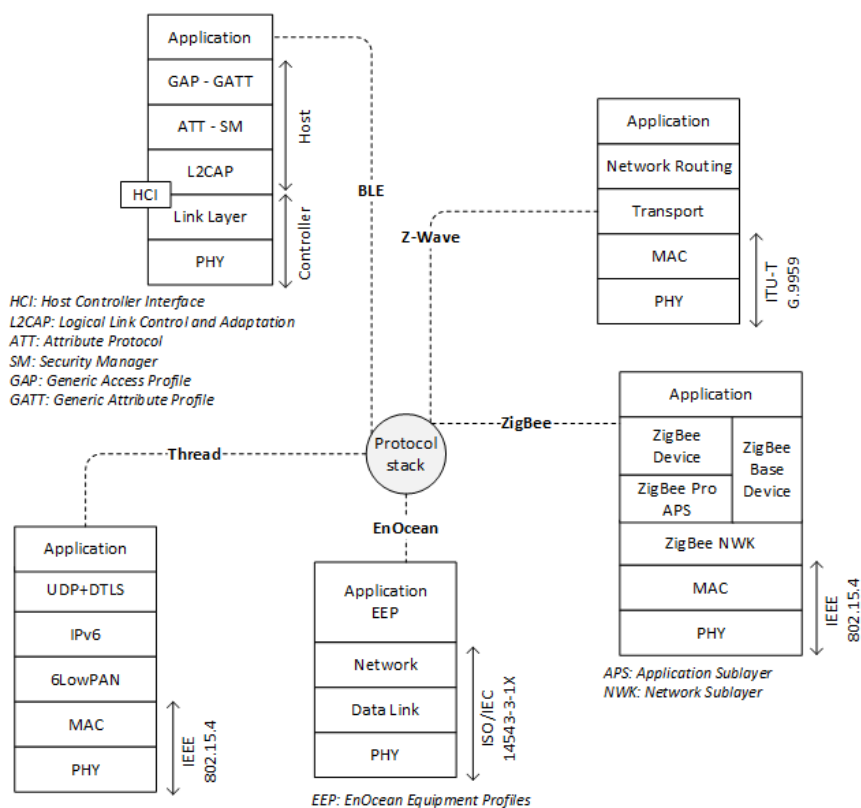 Application
GAP - GATT
ATT - SM
L2CAP
HCI
Link Layer
PHY
Host
Controller
HCI: Host Controller Interface
L2CAP: Logical Link Control and Adaptation
ATT: Attribute Protocol
SM: Security Manager
GAP: Generic Access Profile
GATT: Generic Attribute Profile
BLE
Z-Wave
Application
Network Routing
Transport
MAC
PHY
ITU-T
G.9959
Protocol
stack
ZigBee
Application
ZigBee
Device
ZigBee
Base
Device
ZigBee Pro
APS
ZigBee NWK
MAC
PHY
IEEE
802.15.4
APS: Application Sublayer
NWK: Network Sublayer
Thread
Application
UDP+DTLS
IPv6
6LowPAN
MAC
PHY
IEEE
802.15.4
EnOcean
Application
EEP
Network
Data Link
PHY
ISO/IEC
14543-3-1X
EEP: EnOcean Equipment Profiles